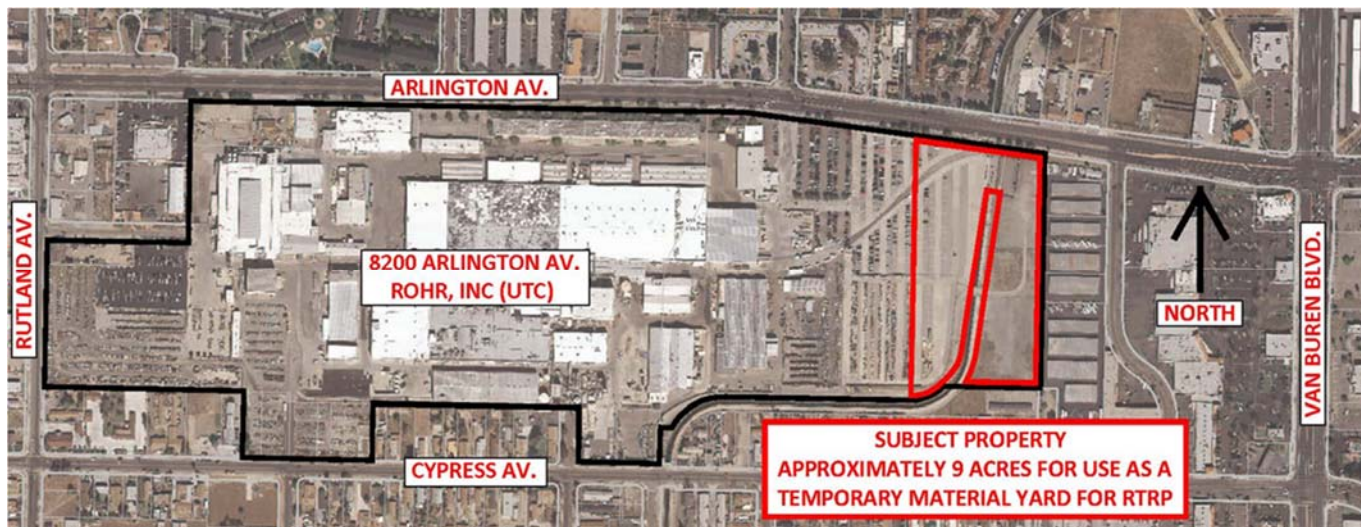 ARLINGTON AV.
RUTLAND AV.
8200 ARLINGTON AV.
ROHR, INC (UTC)
NORTH
VAN BUREN BLVD.
SUBJECT PROPERTY
APPROXIMATELY 9 ACRES FOR USE AS A
TEMPORARY MATERIAL YARD FOR RTRP
CYPRESS AV.